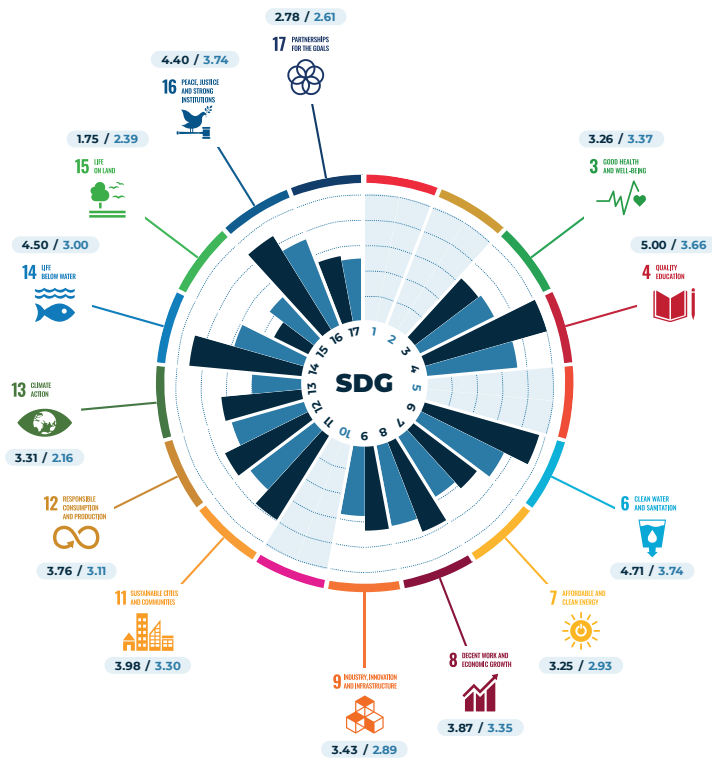 2.78 / 2.61
17 PARTNERSHIPS
FOR THE GOALS
4.40 / 3.74
16 PEACE, JUSTICE
AND STRONG
INSTITUTIONS
1.75 / 2.39
15 LIFE
ON LAND
4.50 / 3.00
14 LIFE
BELOW WATER
13 CLIMATE
ACTION
3.31 / 2.16
12 RESPONSIBLE
CONSUMPTION
AND PRODUCTION
3.76 / 3.11
11 SUSTAINABLE CITIES
AND COMMUNITIES
3.98 / 3.30
9 INDUSTRY, INNOVATION
AND INFRASTRUCTURE
3.43 / 2.89
8 DECENT WORK AND
ECONOMIC GROWTH
3.87 / 3.35
7 AFFORDABLE AND
CLEAN ENERGY
3.25 / 2.93
6 CLEAN WATER
AND SANITATION
4.71 / 3.74
5.00 / 3.66
4 QUALITY
EDUCATION
3.26 / 3.37
3 GOOD HEALTH
AND WELL-BEING
SDG
1
2
3
4
5
6
7
8
9
10
11
12
13
14
15
16
17